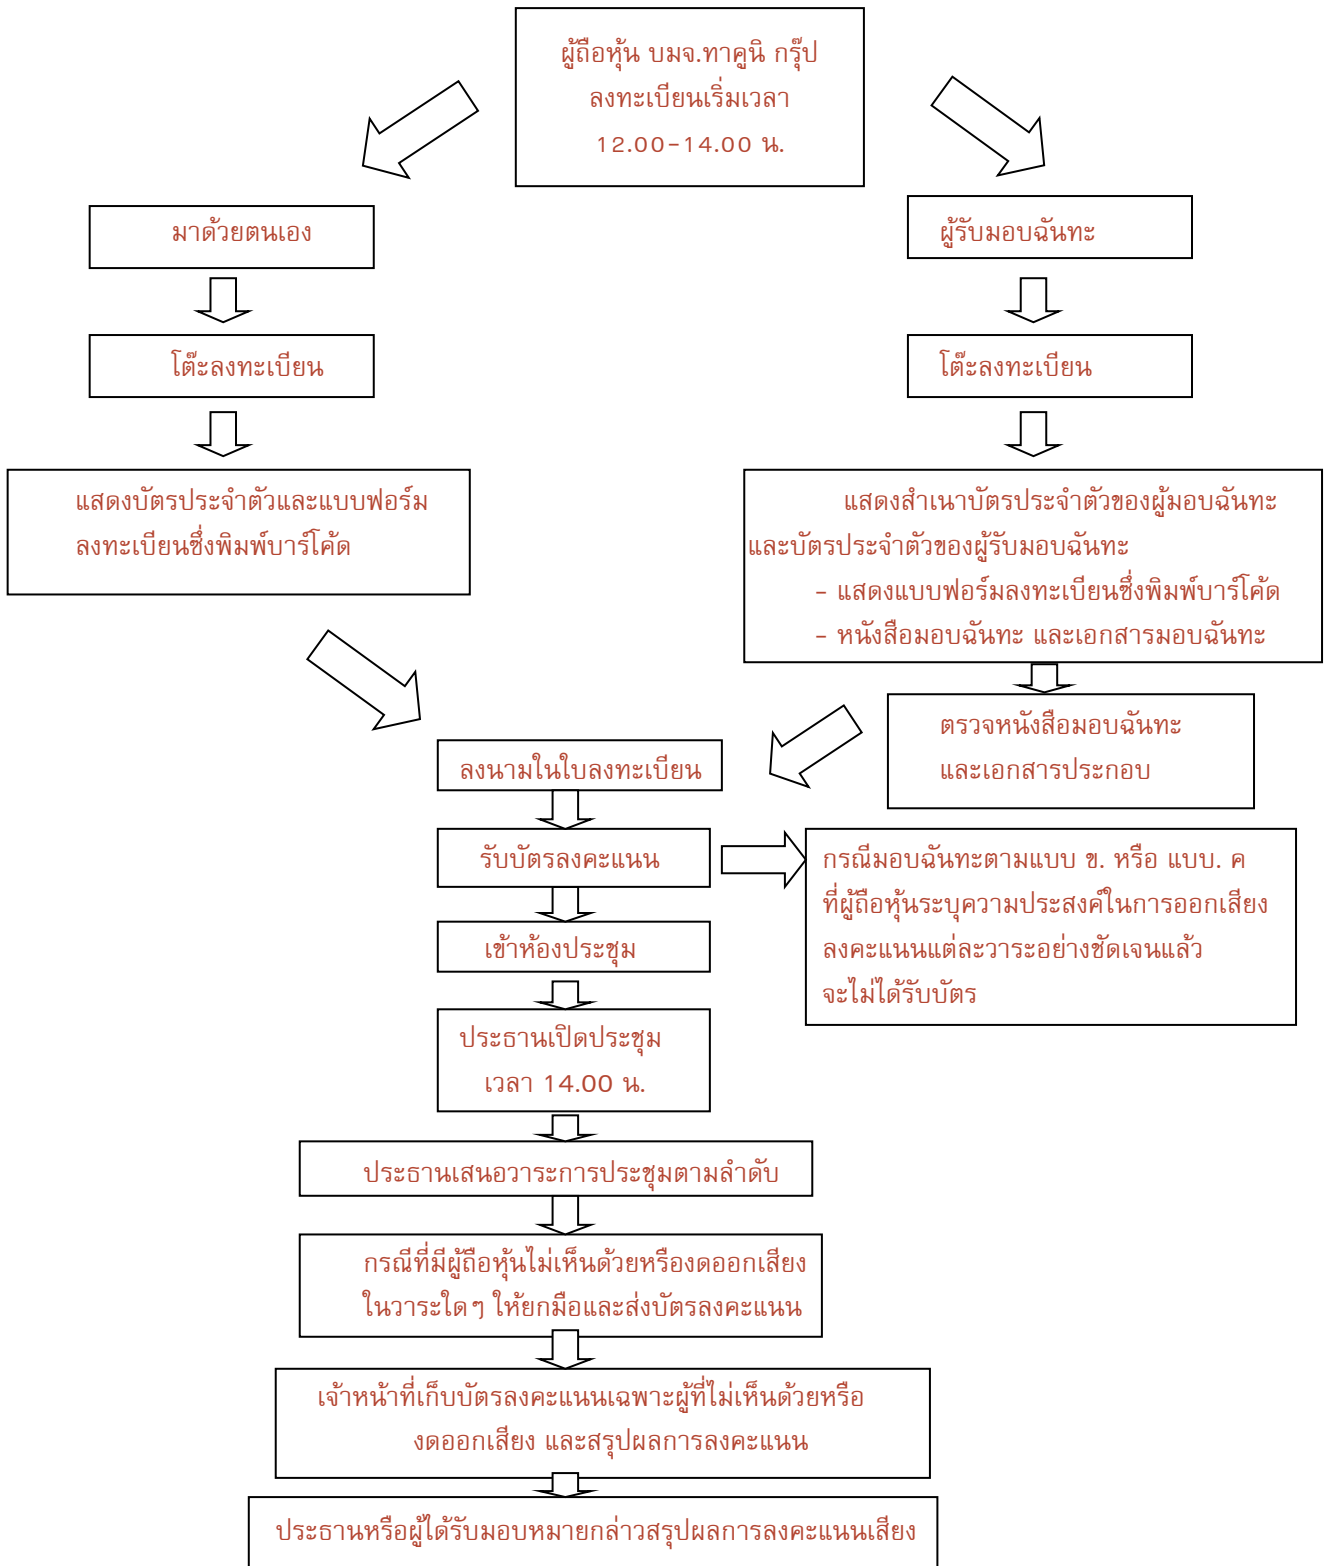 ผู้ถือหุ้น บมจ.ทาคูนิ กรุ๊ป
ลงทะเบียนเริ่มเวลา
12.00-14.00 น.
มาด้วยตนเอง
ผู้รับมอบฉันทะ
โต๊ะลงทะเบียน
โต๊ะลงทะเบียน
แสดงบัตรประจำตัวและแบบฟอร์ม
ลงทะเบียนซึ่งพิมพ์บาร์โค้ด
แสดงสำเนาบัตรประจำตัวของผู้มอบฉันทะ
และบัตรประจำตัวของผู้รับมอบฉันทะ
- แสดงแบบฟอร์มลงทะเบียนซึ่งพิมพ์บาร์โค้ด
- หนังสือมอบฉันทะ และเอกสารมอบฉันทะ
ตรวจหนังสือมอบฉันทะ
และเอกสารประกอบ
ลงนามในใบลงทะเบียน
รับบัตรลงคะแนน
กรณีมอบฉันทะตามแบบ ข. หรือ แบบ. ค
ที่ผู้ถือหุ้นระบุความประสงค์ในการออกเสียง
ลงคะแนนแต่ละวาระอย่างชัดเจนแล้ว
จะไม่ได้รับบัตร
เข้าห้องประชุม
ประธานเปิดประชุม
เวลา 14.00 น.
ประธานเสนอวาระการประชุมตามลำดับ
กรณีที่มีผู้ถือหุ้นไม่เห็นด้วยหรืองดออกเสียง
ในวาระใดๆ ให้ยกมือและส่งบัตรลงคะแนน
เจ้าหน้าที่เก็บบัตรลงคะแนนเฉพาะผู้ที่ไม่เห็นด้วยหรือ
งดออกเสียง และสรุปผลการลงคะแนน
ประธานหรือผู้ได้รับมอบหมายกล่าวสรุปผลการลงคะแนนเสียง